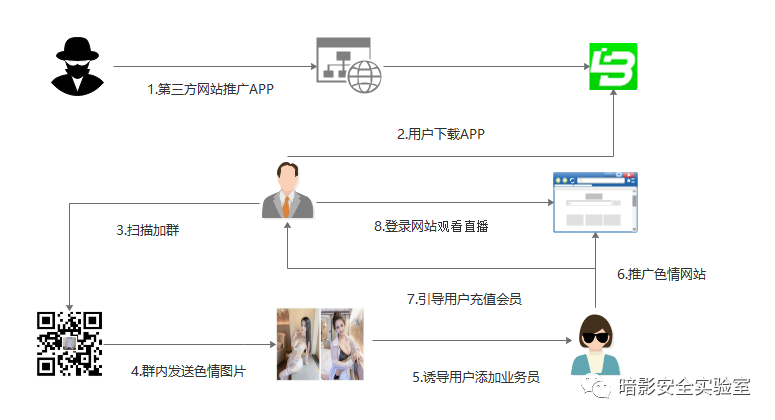 1.第三方网站推广APP
2.用户下载APP
3.扫描加群
8.登录网站观看直播
6.推广色情网站
7.引导用户充值会员
4.群内发送色情图片
5.诱导用户添加业务员
暗影安全实验室